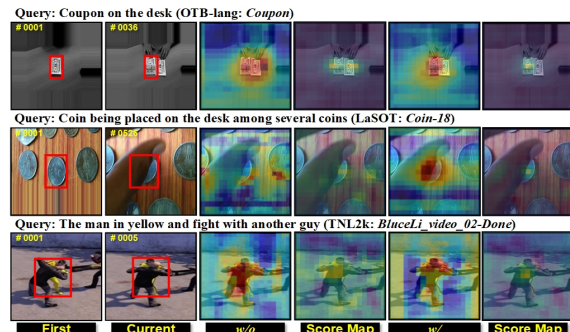 Query: Coupon on the desk (OTB-lang: Coupon)
# 0001 # 0036
Query: Coin being placed on the desk among several coins (LaSOT: Coin-18)
# 0001 # 0526
Query: The man in yellow and fight with another guy (TNL2k: BluceLi_video_02-Done)
# 0001 # 0005
First Current w/o Score Map w/ Score Map